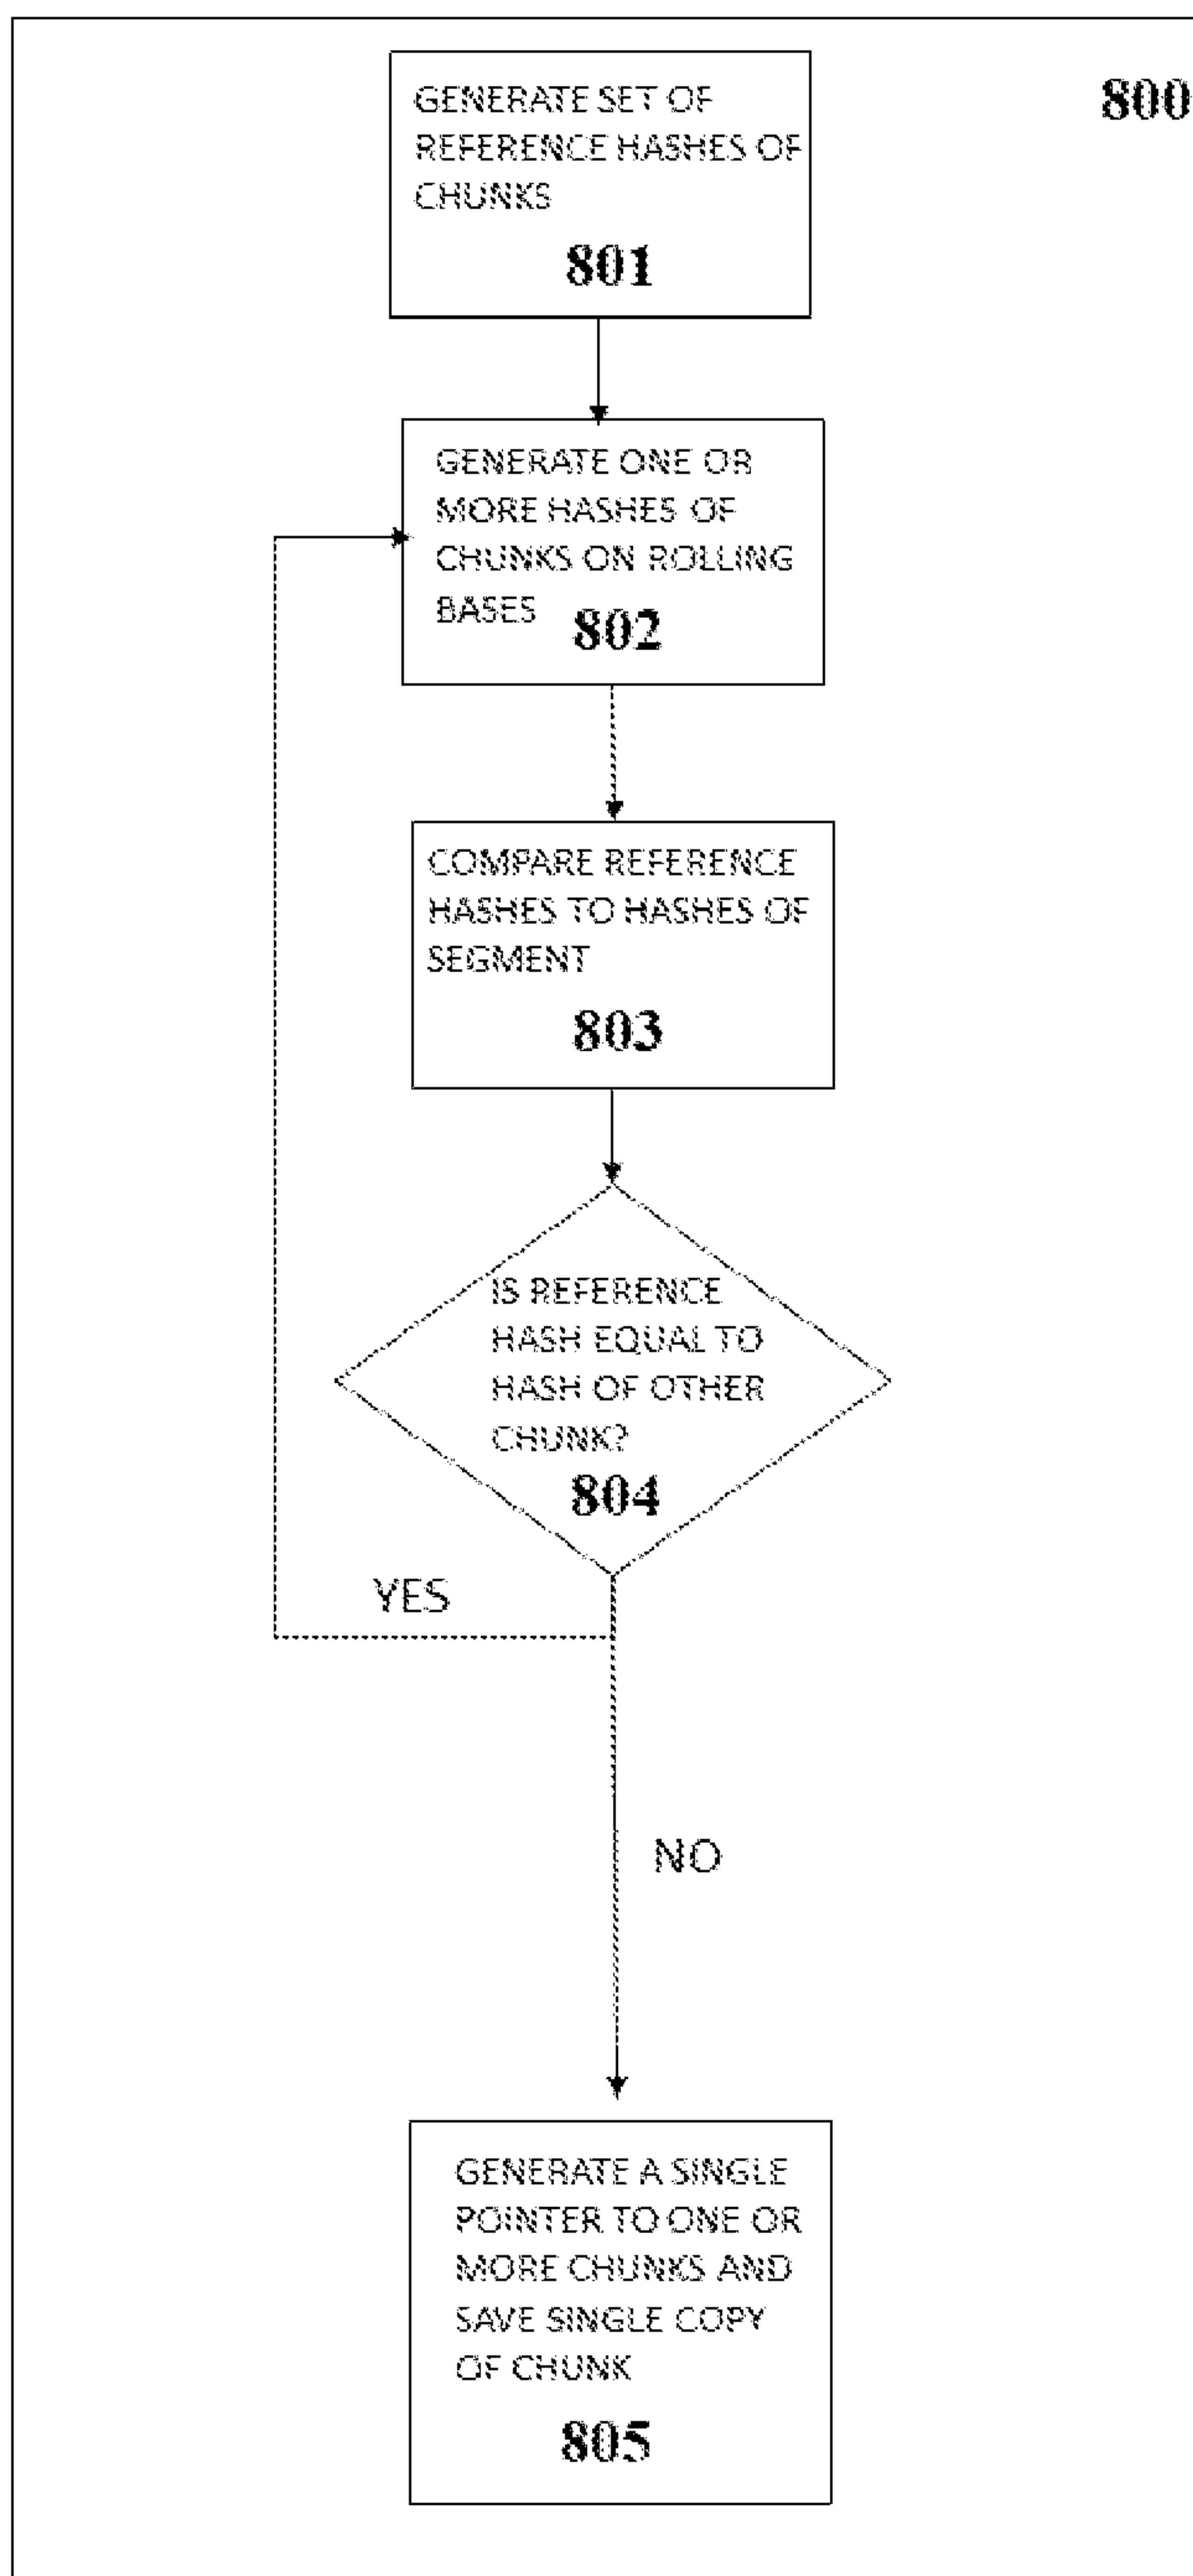 800
GENERATE SET OF
REFERENCE HASHES OF
CHUNKS
801
GENERATE ONE OR
MORE HASHES OF
CHUNKS ON ROLLING
BASES
802
COMPARE REFERENCE
HASHES TO HASHES OF
SEGMENT
803
IS REFERENCE
HASH EQUAL TO
HASH OF OTHER
CHUNK?
804
YES
NO
GENERATE A SINGLE
POINTER TO ONE OR
MORE CHUNKS AND
SAVE SINGLE COPY
OF CHUNK
805